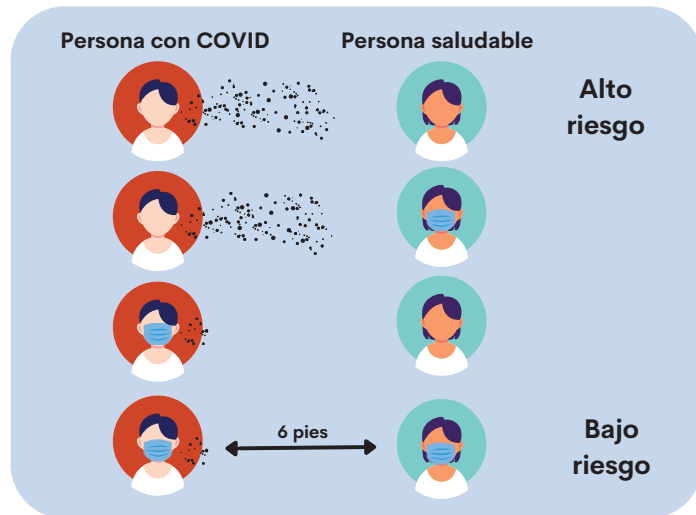 Persona con COVID
Persona saludable
Alto
riesgo
6 pies
Bajo
riesgo